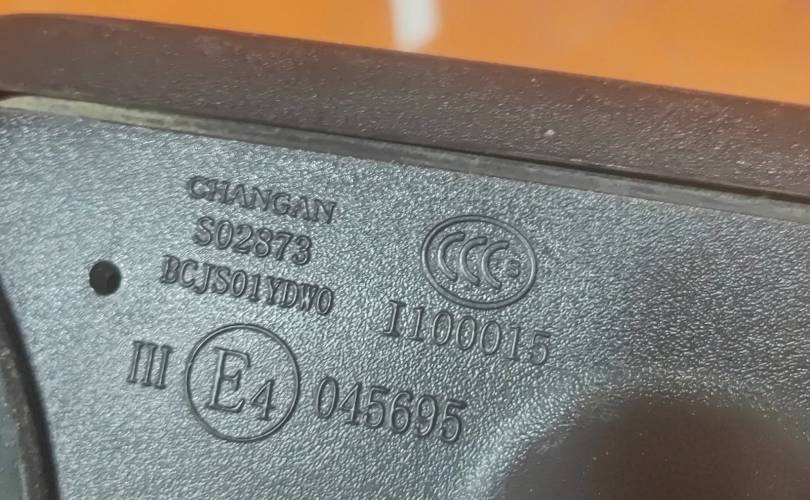 CHANGAN
S02873
BCJS01YDW0
CCC S
I100015
III E4 045695